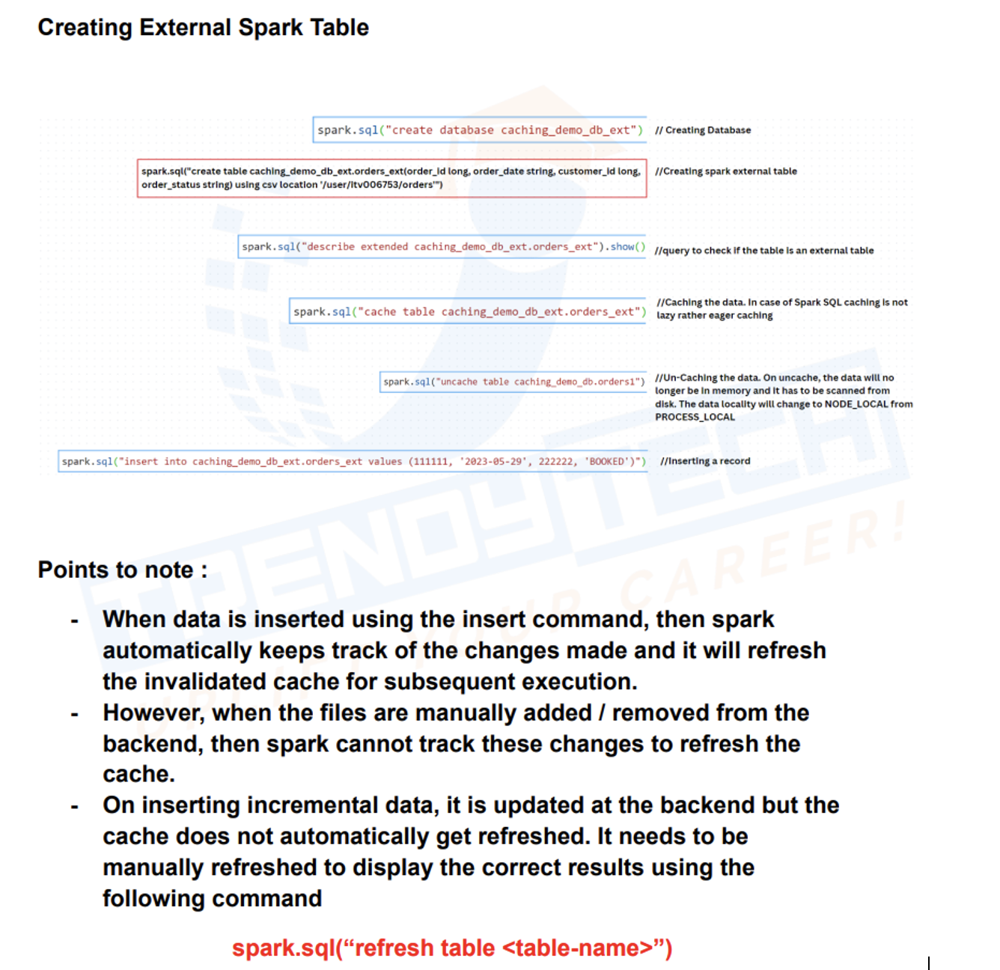 Creating External Spark Table
spark.sql("create database caching_demo_db_ext")
// Creating Database
spark.sql("create table caching_demo_db_ext.orders_ext(order_id long, order_date string, customer_id long,
order_status string) using csv location '/user/itv006753/orders'")
//Creating spark external table
spark.sql("describe extended caching_demo_db_ext.orders_ext").show()
//query to check if the table is an external table
spark.sql("cache table caching_demo_db_ext.orders_ext")
//Caching the data. In case of Spark SQL caching is not
lazy rather eager caching
spark.sql("uncache table caching_demo_db.orders1")
//Un-Caching the data. On uncache, the data will no
longer be in memory and it has to be scanned from
disk. The data locality will change to NODE_LOCAL from
PROCESS_LOCAL
spark.sql("insert into caching_demo_db_ext.orders_ext values (111111, '2023-05-29', 222222, 'BOOKED')")
//Inserting a record
TRENDYTECH
UPLIFT YOUR CAREER!
Points to note :
- When data is inserted using the insert command, then spark
automatically keeps track of the changes made and it will refresh
the invalidated cache for subsequent execution.
- However, when the files are manually added / removed from the
backend, then spark cannot track these changes to refresh the
cache.
- On inserting incremental data, it is updated at the backend but the
cache does not automatically get refreshed. It needs to be
manually refreshed to display the correct results using the
following command
spark.sql(“refresh table <table-name>”)